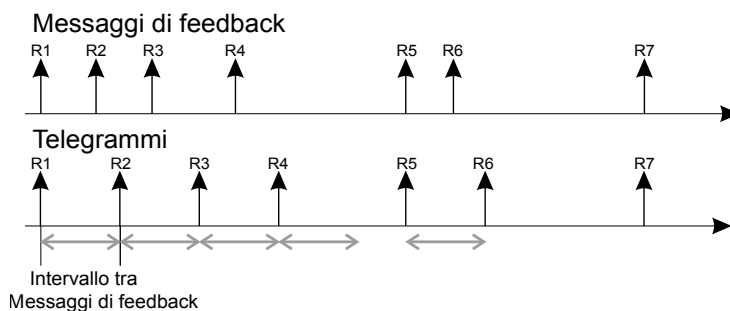 Messaggi di feedback
R1 R2 R3 R4 R5 R6 R7
Telegrammi
R1 R2 R3 R4 R5 R6 R7
Intervallo tra
Messaggi di feedback